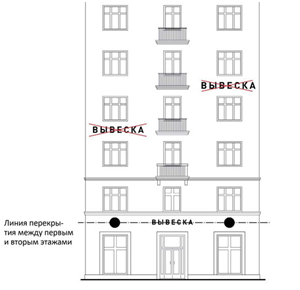 ВЫВЕСКА
ВЫВЕСКА
Линия перекры-
тия между первым
и вторым этажами
ВЫВЕСКА